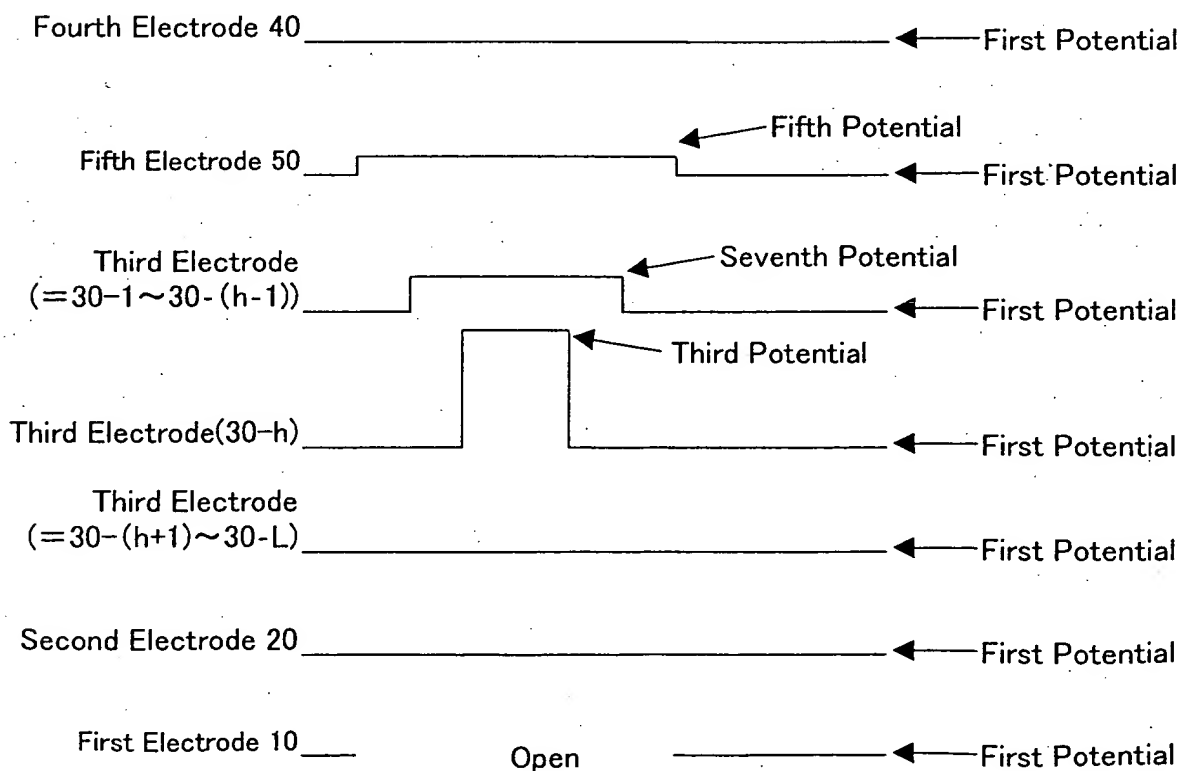 Fourth Electrode 40
First Potential
Fifth Potential
Fifth Electrode 50
First Potential
Third Electrode
(=30-1~30-(h-1))
Seventh Potential
First Potential
Third Potential
Third Electrode(30-h)
First Potential
Third Electrode
(=30-(h+1)~30-L)
First Potential
Second Electrode 20
First Potential
First Electrode 10
Open
First Potential